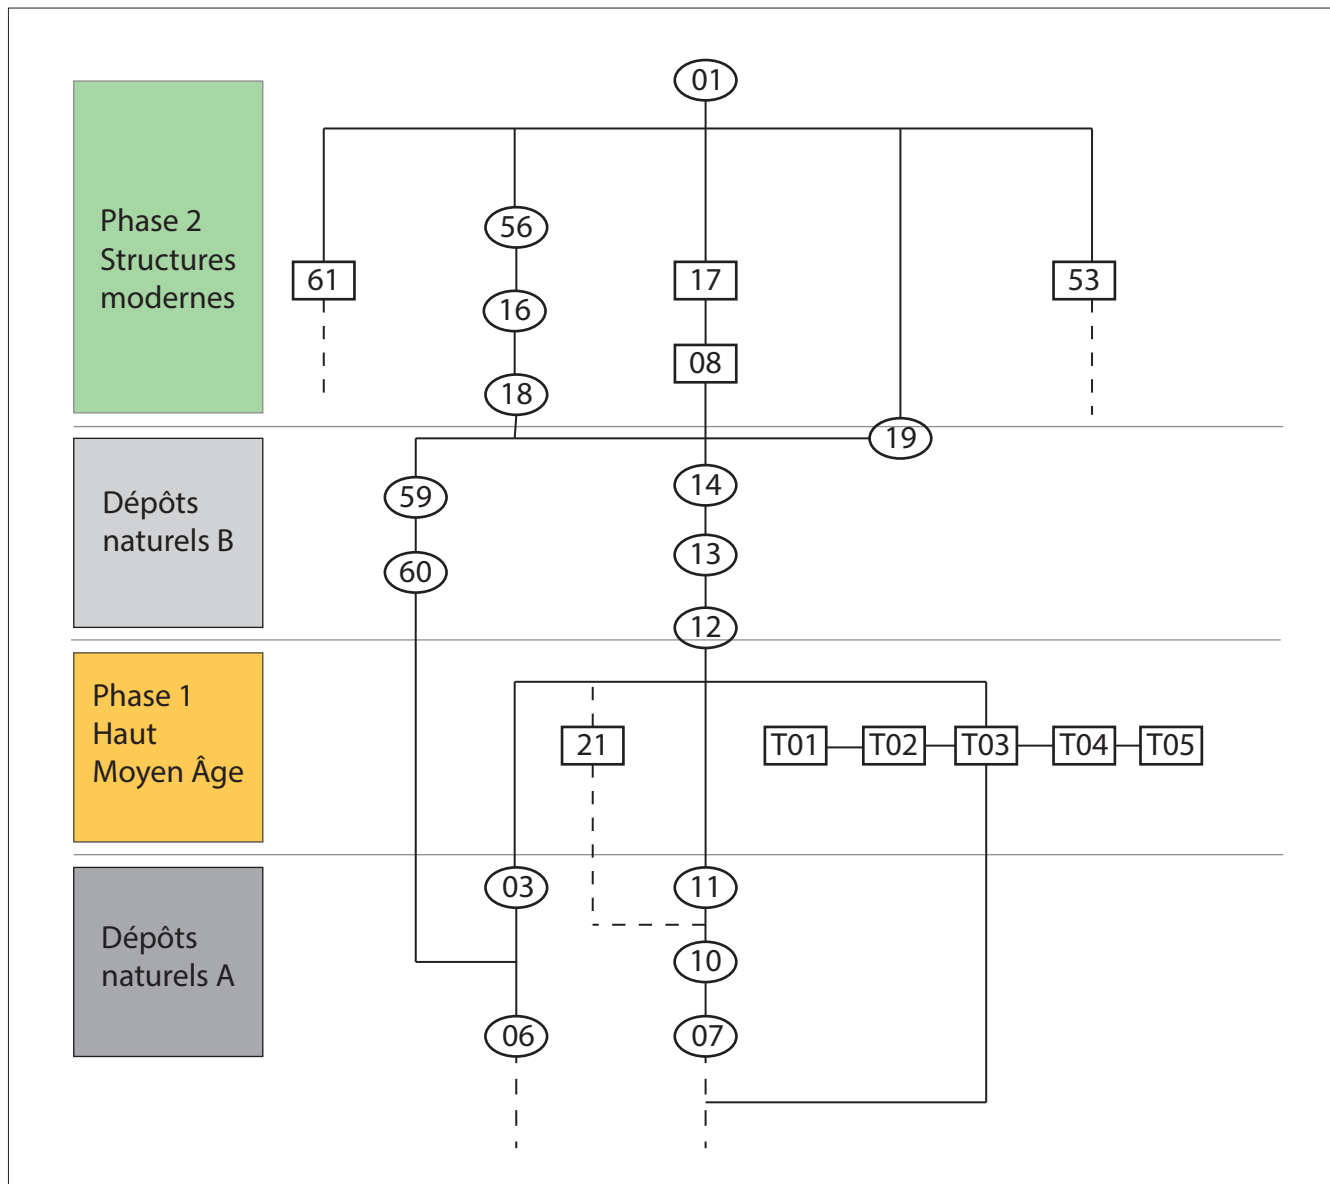 01
Phase 2
Structures
modernes
56
61
17
53
16
08
18
19
Dépôts
naturels B
59
14
13
60
12
Phase 1
Haut
Moyen Âge
21
T01
T02
T03
T04
T05
03
11
Dépôts
naturels A
10
06
07